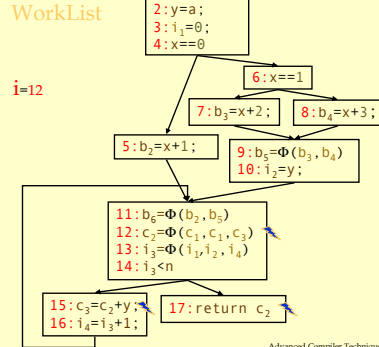 WorkList
2:y=a;
3:i₁=0;
4:x==0
i=12
6:x==1
7:b₃=x+2;
8:b₄=x+3;
5:b₂=x+1;
9:b₅=Φ(b₃,b₄)
10:i₂=y;
11:b₆=Φ(b₂,b₅)
12:c₂=Φ(c₁,c₁,c₃)
13:i₃=Φ(i₁,i₂,i₄)
14:i₃<n
15:c₃=c₂+y;
16:i₄=i₃+1;
17:return c₂
Advanced Compiler Technique